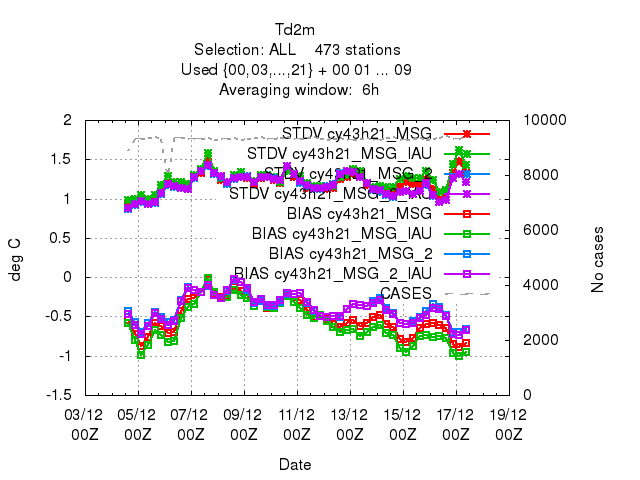 Td2m
Selection: ALL    473 stations
Used {00,03,...,21} + 00 01 ... 09
Averaging window:  6h
2
1.5
1
0.5
0
-0.5
-1
-1.5
deg C
10000
8000
6000
4000
2000
0
No cases
STDV cy43h21_MSG
STDV cy43h21_MSG_IAU
STDV cy43h21_MSG_2
STDV cy43h21_MSG_2_IAU
BIAS cy43h21_MSG
BIAS cy43h21_MSG_IAU
BIAS cy43h21_MSG_2
BIAS cy43h21_MSG_2_IAU
CASES
03/12 05/12 07/12 09/12 11/12 13/12 15/12 17/12 19/12
00Z 00Z 00Z 00Z 00Z 00Z 00Z 00Z 00Z
Date